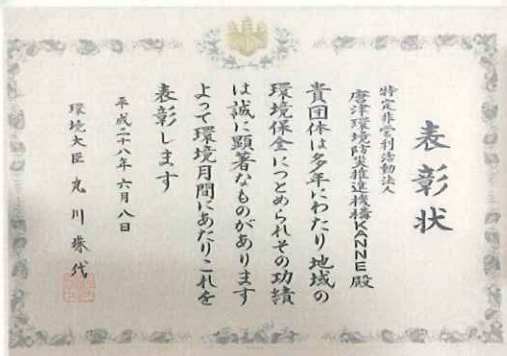 表彰状
特定非営利活動法人
唐津環境防災推進機構KANNE殿
貴団体は多年にわたり地域の
環境保全につとめられその功績
は誠に顕著なものがあります
よって環境月間にあたりこれを
表彰します
平成二十八年六月八日
環境大臣 丸川珠代